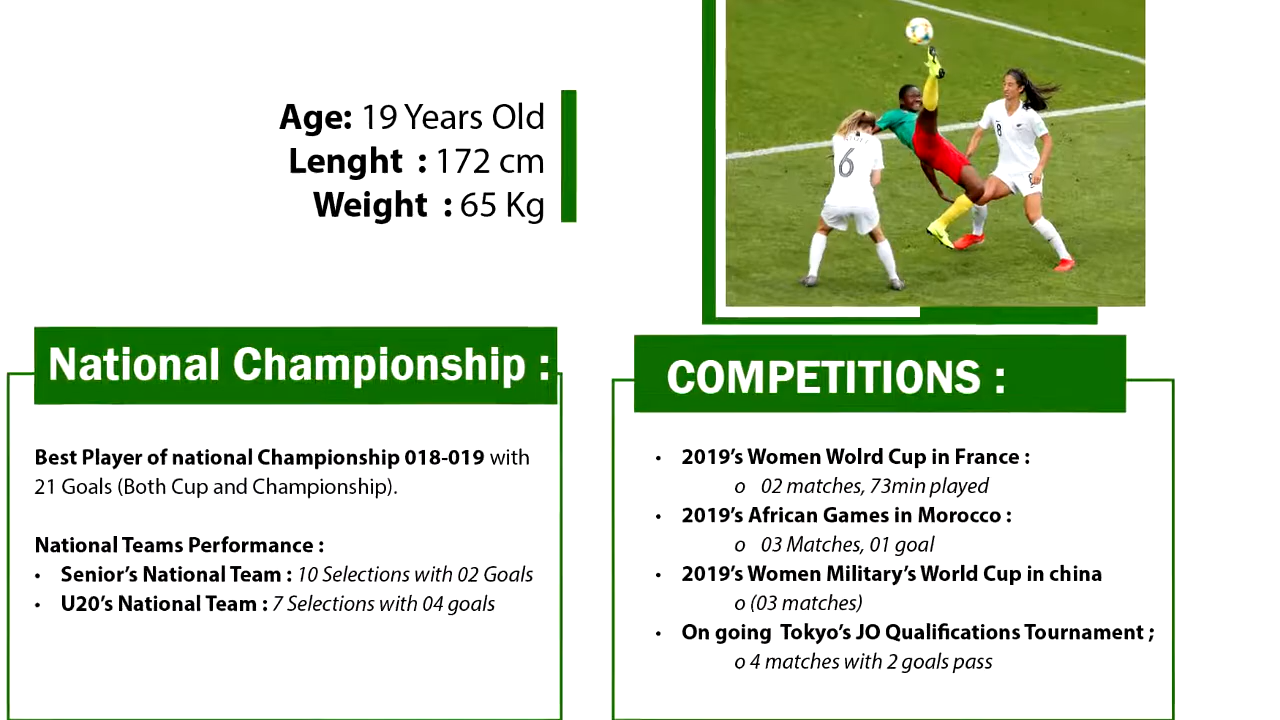 Age: 19 Years Old
Lenght : 172 cm
Weight : 65 Kg
6
8
8
National Championship :
Best Player of national Championship 018-019 with
21 Goals (Both Cup and Championship).
National Teams Performance :
• Senior's National Team : 10 Selections with 02 Goals
• U20's National Team : 7 Selections with 04 goals
COMPETITIONS :
• 2019's Women Wolrd Cup in France :
o 02 matches, 73min played
• 2019's African Games in Morocco :
o 03 Matches, 01 goal
• 2019's Women Military's World Cup in china
o (03 matches)
• On going Tokyo's JO Qualifications Tournament ;
o 4 matches with 2 goals pass